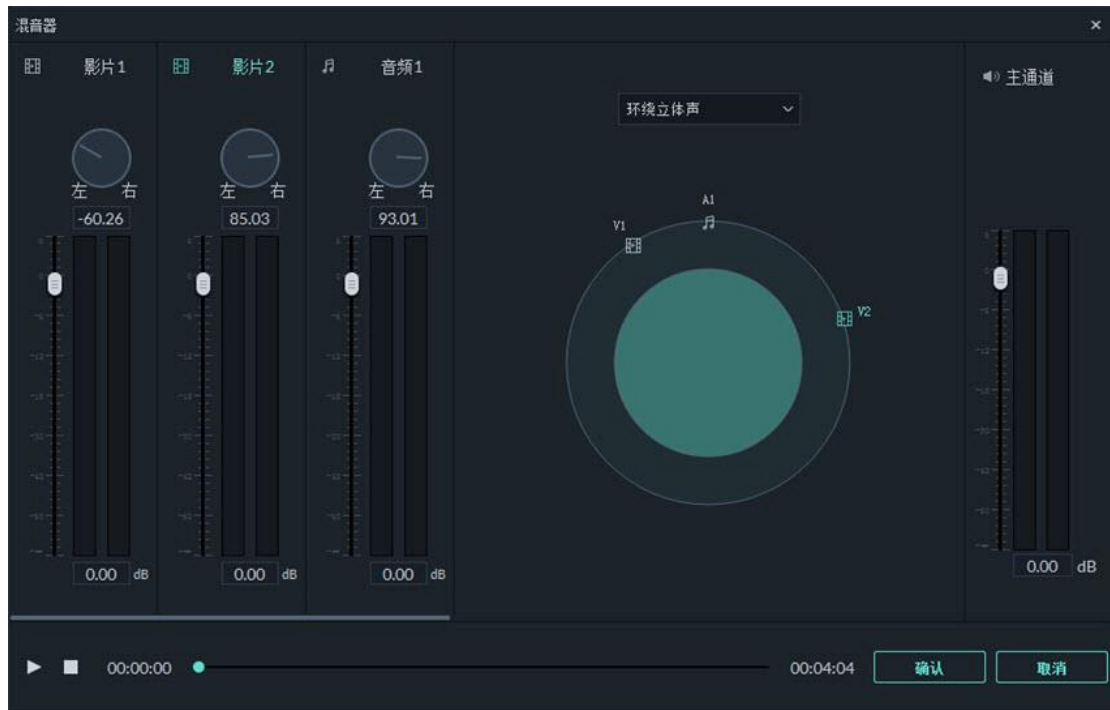 混音器
影片1
影片2
音频1
左 右
左 右
左 右
-60.26
85.03
93.01
0.00 dB
0.00 dB
0.00 dB
环绕立体声
A1
V1
V2
主通道
0.00 dB
00:00:00
00:04:04
确认
取消